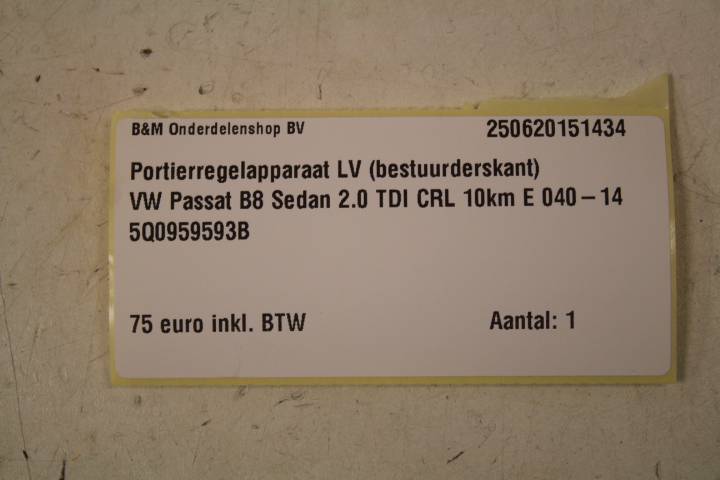 B&M Onderdelenshop BV 250620151434
Portierregelapparaat LV (bestuurderskant)
VW Passat B8 Sedan 2.0 TDI CRL 10km E 040-14
5Q0959593B
75 euro inkl. BTW Aantal: 1